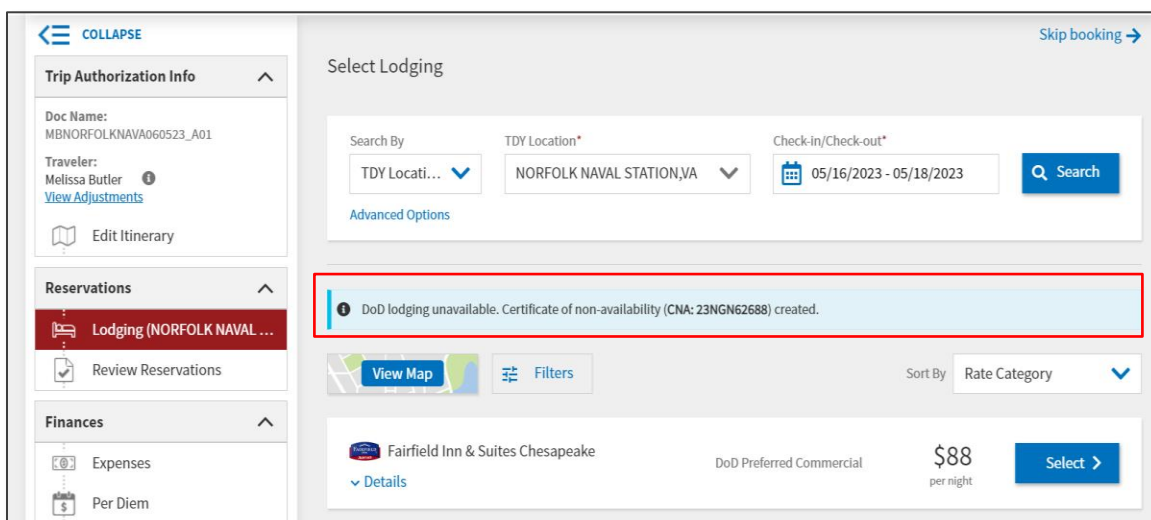 COLLAPSE
Trip Authorization Info
Doc Name:
MBNORFOLKNAVA060523_A01
Traveler:
Melissa Butler
View Adjustments
Edit Itinerary
Reservations
Lodging (NORFOLK NAVAL ...
Review Reservations
Finances
Expenses
Per Diem
Skip booking
Select Lodging
Search By
TDY Locati...
TDY Location*
NORFOLK NAVAL STATION,VA
Check-in/Check-out*
05/16/2023 - 05/18/2023
Search
Advanced Options
DoD lodging unavailable. Certificate of non-availability (CNA: 23NGN62688) created.
View Map
Filters
Sort By
Rate Category
Fairfield Inn & Suites Chesapeake
Details
DoD Preferred Commercial
$88
per night
Select